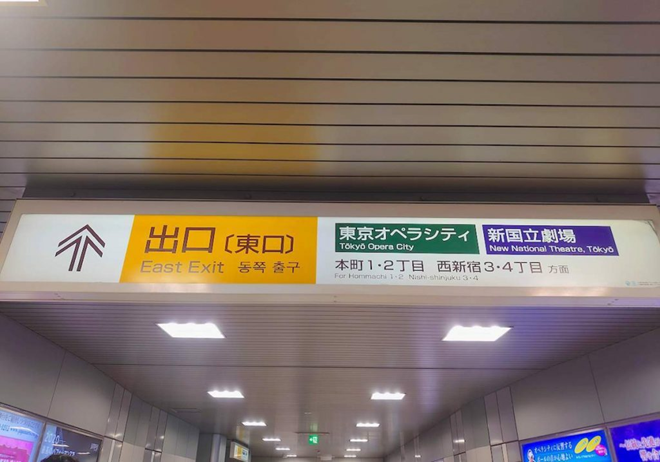 出口〔東口〕
East Exit 동쪽 출구
東京オペラシティ
Tōkyō Opera City
新国立劇場
New National Theatre, Tōkyō
本町1・2丁目 西新宿3・4丁目 方面
For Honmachi 1・2 Nishi-shinjuku 3・4